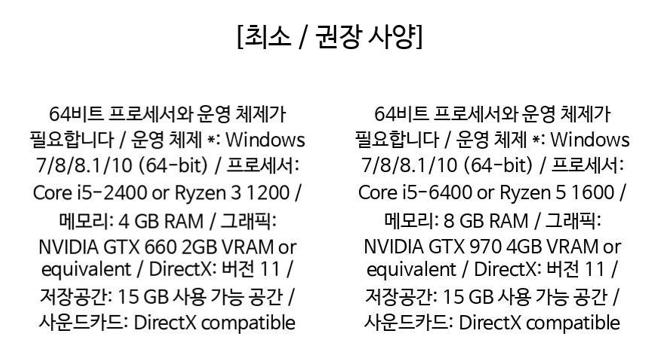 [최소 / 권장 사양]
64비트 프로세서와 운영 체제가
필요합니다 / 운영 체제 *: Windows
7/8/8.1/10 (64-bit) / 프로세서:
Core i5-2400 or Ryzen 3 1200 /
메모리: 4 GB RAM / 그래픽:
NVIDIA GTX 660 2GB VRAM or
equivalent / DirectX: 버전 11 /
저장공간: 15 GB 사용 가능 공간 /
사운드카드: DirectX compatible
64비트 프로세서와 운영 체제가
필요합니다 / 운영 체제 *: Windows
7/8/8.1/10 (64-bit) / 프로세서:
Core i5-6400 or Ryzen 5 1600 /
메모리: 8 GB RAM / 그래픽:
NVIDIA GTX 970 4GB VRAM or
equivalent / DirectX: 버전 11 /
저장공간: 15 GB 사용 가능 공간 /
사운드카드: DirectX compatible